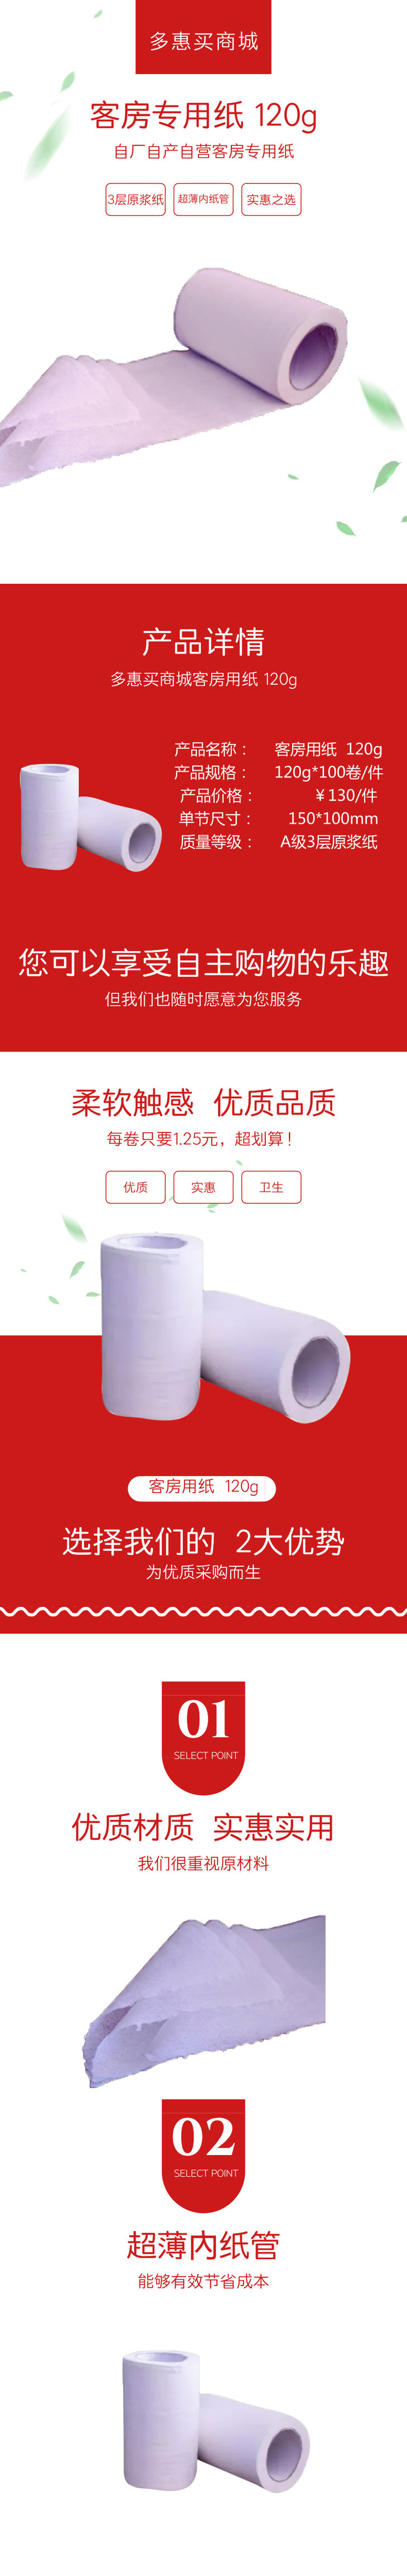 多惠买商城
客房专用纸 120g
自厂自产自营客房专用纸
3层原浆纸 超薄内纸管 实惠之选
产品详情
多惠买商城客房用纸 120g
产品名称： 客房用纸 120g
产品规格： 120g*100卷/件
产品价格： ￥130/件
单节尺寸： 150*100mm
质量等级： A级3层原浆纸
您可以享受自主购物的乐趣
但我们也随时愿意为您服务
柔软触感 优质品质
每卷只要1.25元，超划算！
优质 实惠 卫生
客房用纸 120g
选择我们的 2大优势
为优质采购而生
01
SELECT POINT
优质材质 实惠实用
我们很重视原材料
02
SELECT POINT
超薄内纸管
能够有效节省成本